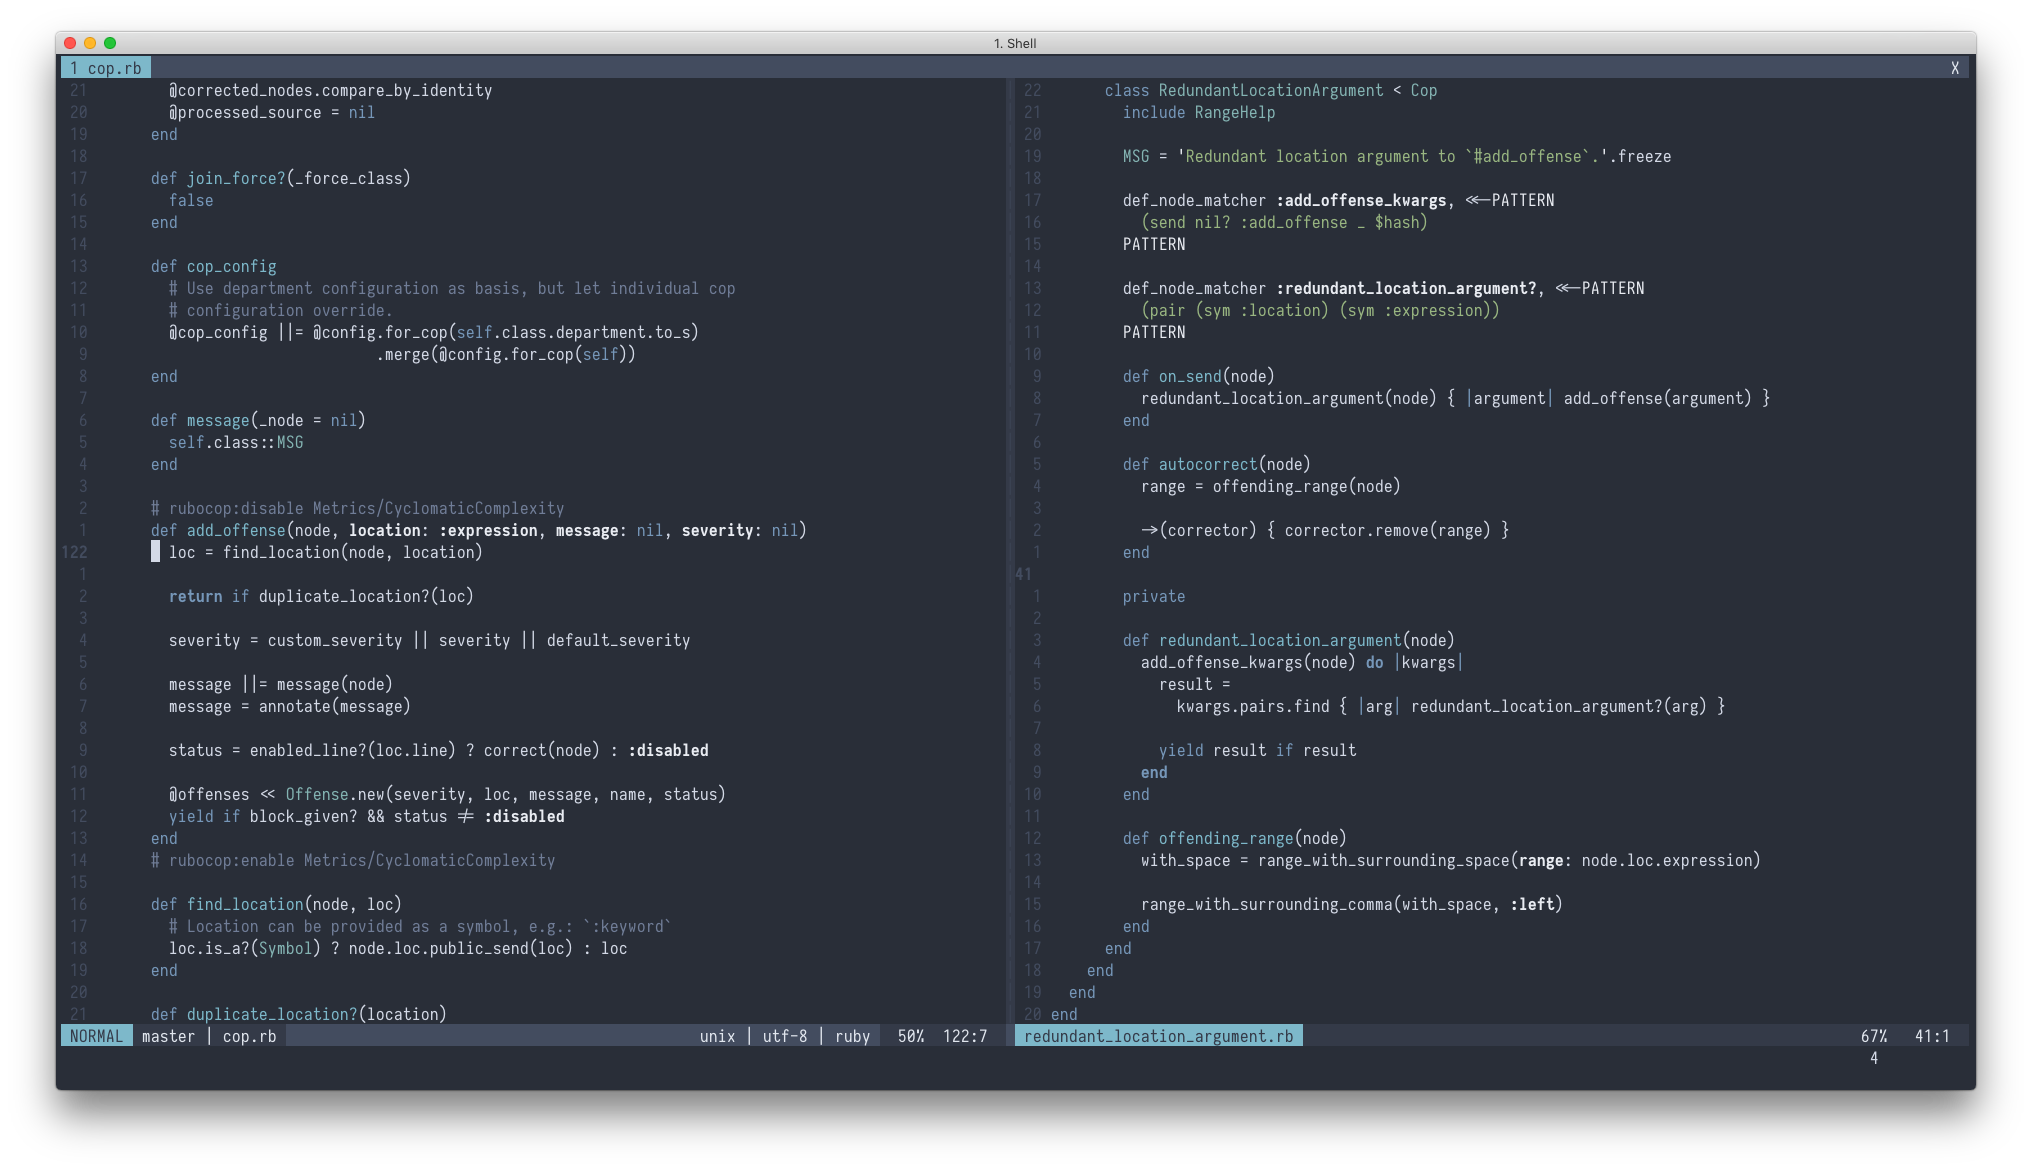 1. Shell
1 cop.rb X
21 @corrected_nodes.compare_by_identity
20 @processed_source = nil
19 end
18
17 def join_force?(_force_class)
16 false
15 end
14
13 def cop_config
12 # Use department configuration as basis, but let individual cop
11 # configuration override.
10 @cop_config ||= @config.for_cop(self.class.department.to_s)
9 .merge(@config.for_cop(self))
8 end
7
6 def message(_node = nil)
5 self.class::MSG
4 end
3
2 # rubocop:disable Metrics/CyclomaticComplexity
1 def add_offense(node, location: :expression, message: nil, severity: nil)
122 loc = find_location(node, location)
1
2 return if duplicate_location?(loc)
3
4 severity = custom_severity || severity || default_severity
5
6 message ||= message(node)
7 message = annotate(message)
8
9 status = enabled_line?(loc.line) ? correct(node) : :disabled
10
11 @offenses << Offense.new(severity, loc, message, name, status)
12 yield if block_given? && status != :disabled
13 end
14 # rubocop:enable Metrics/CyclomaticComplexity
15
16 def find_location(node, loc)
17 # Location can be provided as a symbol, e.g.: `:keyword`
18 loc.is_a?(Symbol) ? node.loc.public_send(loc) : loc
19 end
20
21 def duplicate_location?(location)
NORMAL master | cop.rb unix | utf-8 | ruby 50% 122:7
22 class RedundantLocationArgument < Cop
21 include RangeHelp
20
19 MSG = 'Redundant location argument to `#add_offense`.'.freeze
18
17 def_node_matcher :add_offense_kwargs, <<-PATTERN
16 (send nil? :add_offense _ $hash)
15 PATTERN
14
13 def_node_matcher :redundant_location_argument?, <<-PATTERN
12 (pair (sym :location) (sym :expression))
11 PATTERN
10
9 def on_send(node)
8 redundant_location_argument(node) { |argument| add_offense(argument) }
7 end
6
5 def autocorrect(node)
4 range = offending_range(node)
3
2 ->(corrector) { corrector.remove(range) }
1 end
41
1 private
2
3 def redundant_location_argument(node)
4 add_offense_kwargs(node) do |kwargs|
5 result =
6 kwargs.pairs.find { |arg| redundant_location_argument?(arg) }
7
8 yield result if result
9 end
10 end
11
12 def offending_range(node)
13 with_space = range_with_surrounding_space(range: node.loc.expression)
14
15 range_with_surrounding_comma(with_space, :left)
16 end
17 end
18 end
19 end
20 end
redundant_location_argument.rb 67% 41:1
4